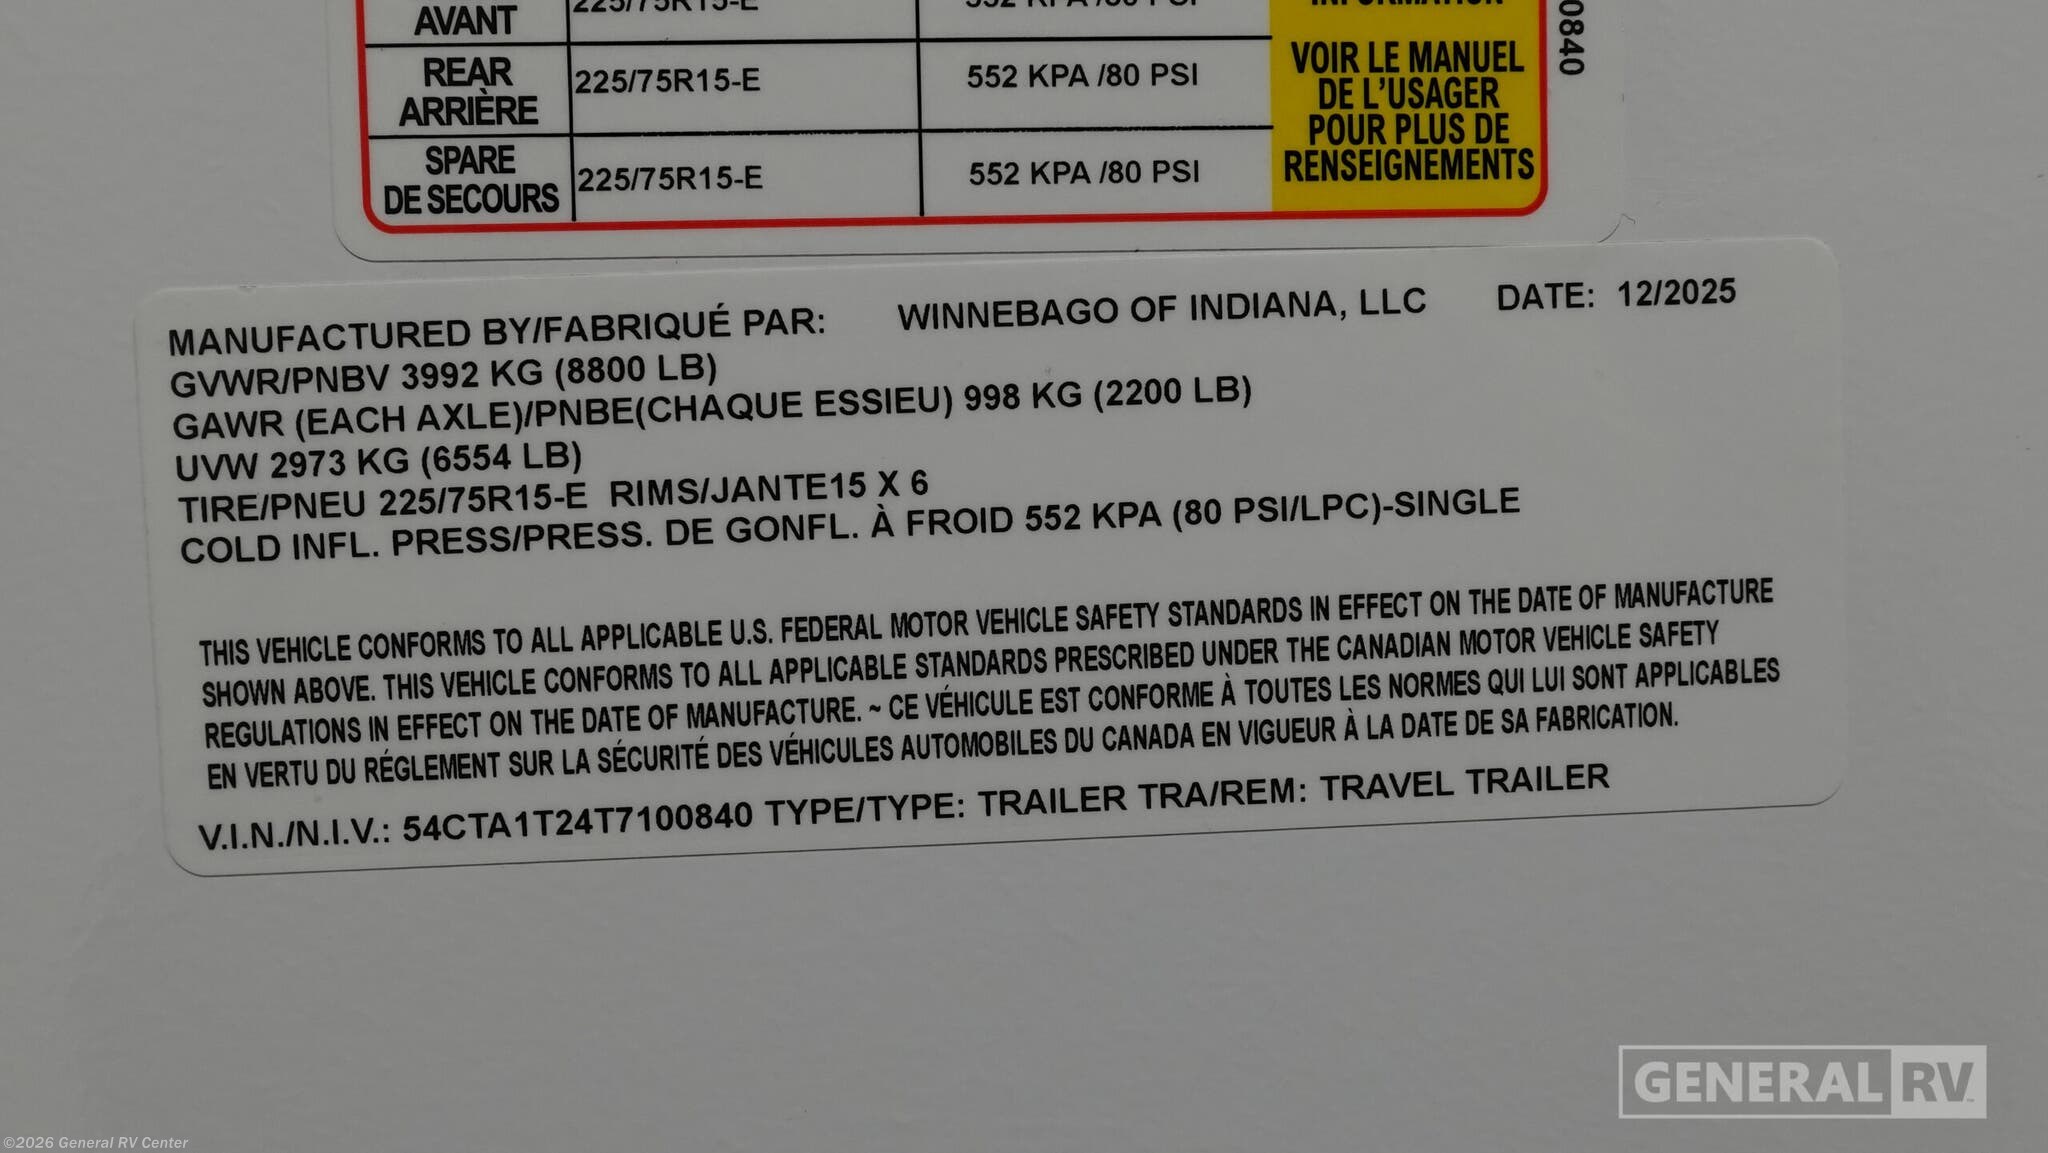 AVANT
225/75R15-E
552 KPA /80 PSI
INFORMATION
REAR
ARRIÈRE
225/75R15-E
552 KPA /80 PSI
VOIR LE MANUEL
DE L'USAGER
POUR PLUS DE
RENSEIGNEMENTS
SPARE
DE SECOURS
225/75R15-E
552 KPA /80 PSI
0840
MANUFACTURED BY/FABRIQUÉ PAR: WINNEBAGO OF INDIANA, LLC DATE: 12/2025
GVWR/PNBV 3992 KG (8800 LB)
GAWR (EACH AXLE)/PNBE(CHAQUE ESSIEU) 998 KG (2200 LB)
UVW 2973 KG (6554 LB)
TIRE/PNEU 225/75R15-E RIMS/JANTE15 X 6
COLD INFL. PRESS/PRESS. DE GONFL. À FROID 552 KPA (80 PSI/LPC)-SINGLE
THIS VEHICLE CONFORMS TO ALL APPLICABLE U.S. FEDERAL MOTOR VEHICLE SAFETY STANDARDS IN EFFECT ON THE DATE OF MANUFACTURE
SHOWN ABOVE. THIS VEHICLE CONFORMS TO ALL APPLICABLE STANDARDS PRESCRIBED UNDER THE CANADIAN MOTOR VEHICLE SAFETY
REGULATIONS IN EFFECT ON THE DATE OF MANUFACTURE. ~ CE VÉHICULE EST CONFORME À TOUTES LES NORMES QUI LUI SONT APPLICABLES
EN VERTU DU RÉGLEMENT SUR LA SÉCURITÉ DES VÉHICULES AUTOMOBILES DU CANADA EN VIGUEUR À LA DATE DE SA FABRICATION.
V.I.N./N.I.V.: 54CTA1T24T7100840 TYPE/TYPE: TRAILER TRA/REM: TRAVEL TRAILER
GENERAL RV
©2026 General RV Center